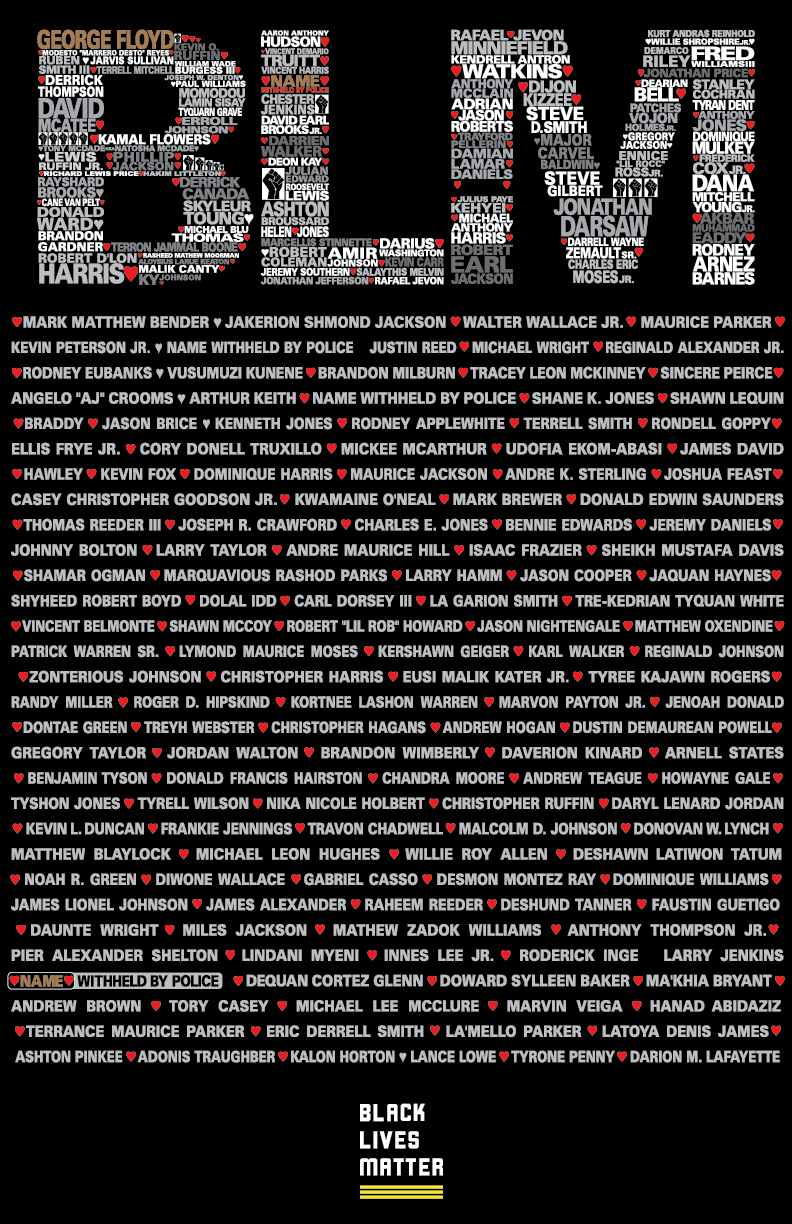 GEORGE FLOYD
KEVIN O.
RUFFIN
MODESTO "MARRERO DESTO" REYES
RUBEN
SMITH III
JARVIS SULLIVAN
WILLIAM WADE
BURGESS III
TERRELL MITCHELL
JOSEPH W. DENTON
DERRICK
THOMPSON
PAUL WILLIAMS
MOMODOU
LAMIN SISAY
DAVID
MCATEE
TYQUARN GRAVE
ERROLL
JOHNSON
KAMAL FLOWERS
TONY MCDADE AKA NATOSHA MCDADE
LEWIS
RUFFIN JR.
PHILLIP
JACKSON
RICHARD LEWIS PRICE
HAKIM LITTLETON
RAYSHARD
BROOKS
DERRICK
CANADA
CANE VAN PELT
DONALD
WARD
SKYLEUR
TOUNG
BRANDON
GARDNER
MICHAEL BLU
THOMAS
TERRON JAMMAL BOONE
ROBERT D'LON
HARRIS
RASHEED MATHEW MOORMAN
ALOYSIUS LARUE KEATON
MALIK CANTY
KY
JOHNSON
AARON ANTHONY
HUDSON
VINCENT DEMARIO
TRUITT
VINCENT HARRIS
NAME
WITHHELD BY POLICE
CHESTER
JENKINS
DAVID EARL
BROOKS JR.
DARRIEN
WALKER
DEON KAY
JULIAN
EDWARD
ROOSEVELT
LEWIS
ASHTON
BROUSSARD
HELEN JONES
MARCELLIS STINNETTE
DARIUS
WASHINGTON
ROBERT
COLEMAN
AMIR
JOHNSON
KEVIN CARR
JEREMY SOUTHERN
SALAYTHIS MELVIN
JONATHAN JEFFERSON
RAFAEL JEVON
RAFAEL JEVON
MINNIEFIELD
KENDRELL ANTRON
WATKINS
ANTHONY
MCCLAIN
DIJON
KIZZEE
ADRIAN
JASON
ROBERTS
STEVE
D.SMITH
TRAYFORD
PELLERIN
DAMIAN
LAMAR
DANIELS
MAJOR
CARVEL
BALDWIN
STEVE
GILBERT
JULIUS PAYE
KEHYEI
MICHAEL
ANTHONY
HARRIS
ROBERT
EARL
JACKSON
JONATHAN
DARSAW
DARRELL WAYNE
ZEMAULT SR.
CHARLES ERIC
MOSES JR.
KURT ANDRAS REINHOLD
WILLIE SHROPSHIRE JR.
DEMARCO
RILEY
FRED
WILLIAMS III
JONATHAN PRICE
DEARIAN
BELL
STANLEY
COCHRAN
PATCHES
VOJON
HOLMES JR.
TYRAN DENT
ANTHONY
JONES
GREGORY
JACKSON
DOMINIQUE
MULKEY
ENNICE
"LIL ROCC"
ROSS JR.
FREDERICK
COX JR.
DANA
MITCHELL
YOUNG JR.
AKBAR
MUHAMMAD
EADDY
RODNEY
ARNEZ
BARNES
MARK MATTHEW BENDER ♥ JAKERION SHMOND JACKSON ♥ WALTER WALLACE JR. ♥ MAURICE PARKER
KEVIN PETERSON JR. ♥ NAME WITHHELD BY POLICE JUSTIN REED ♥ MICHAEL WRIGHT ♥ REGINALD ALEXANDER JR.
RODNEY EUBANKS ♥ VUSUMUZI KUNENE ♥ BRANDON MILBURN ♥ TRACEY LEON MCKINNEY ♥ SINCERE PEIRCE
ANGELO "AJ" CROOMS ♥ ARTHUR KEITH ♥ NAME WITHHELD BY POLICE ♥ SHANE K. JONES ♥ SHAWN LEQUIN
BRADDY ♥ JASON BRICE ♥ KENNETH JONES ♥ RODNEY APPLEWHITE ♥ TERRELL SMITH ♥ RONDELL GOPPY
ELLIS FRYE JR. ♥ CORY DONELL TRUXILLO ♥ MICKEE MCARTHUR ♥ UDOFIA EKOM-ABASI ♥ JAMES DAVID
HAWLEY ♥ KEVIN FOX ♥ DOMINIQUE HARRIS ♥ MAURICE JACKSON ♥ ANDRE K. STERLING ♥ JOSHUA FEAST
CASEY CHRISTOPHER GOODSON JR. ♥ KWAMAINE O'NEAL ♥ MARK BREWER ♥ DONALD EDWIN SAUNDERS
THOMAS REEDER III ♥ JOSEPH R. CRAWFORD ♥ CHARLES E. JONES ♥ BENNIE EDWARDS ♥ JEREMY DANIELS
JOHNNY BOLTON ♥ LARRY TAYLOR ♥ ANDRE MAURICE HILL ♥ ISAAC FRAZIER ♥ SHEIKH MUSTAFA DAVIS
SHAMAR OGMAN ♥ MARQUAVIOUS RASHOD PARKS ♥ LARRY HAMM ♥ JASON COOPER ♥ JAQUAN HAYNES
SHYHEED ROBERT BOYD ♥ DOLAL IDD ♥ CARL DORSEY III ♥ LA GARION SMITH ♥ TRE-KEDRIAN TYQUAN WHITE
VINCENT BELMONTE ♥ SHAWN MCCOY ♥ ROBERT "LIL ROB" HOWARD ♥ JASON NIGHTENGALE ♥ MATTHEW OXENDINE
PATRICK WARREN SR. ♥ LYMOND MAURICE MOSES ♥ KERSHAWN GEIGER ♥ KARL WALKER ♥ REGINALD JOHNSON
ZONTERIOUS JOHNSON ♥ CHRISTOPHER HARRIS ♥ EUSI MALIK KATER JR. ♥ TYREE KAJAWN ROGERS
RANDY MILLER ♥ ROGER D. HIPSKIND ♥ KORTNEE LASHON WARREN ♥ MARVON PAYTON JR. ♥ JENOAH DONALD
DONTAE GREEN ♥ TREYH WEBSTER ♥ CHRISTOPHER HAGANS ♥ ANDREW HOGAN ♥ DUSTIN DEMAUREAN POWELL
GREGORY TAYLOR ♥ JORDAN WALTON ♥ BRANDON WIMBERLY ♥ DAVERION KINARD ♥ ARNELL STATES
BENJAMIN TYSON ♥ DONALD FRANCIS HAIRSTON ♥ CHANDRA MOORE ♥ ANDREW TEAGUE ♥ HOWAYNE GALE
TYSHON JONES ♥ TYRELL WILSON ♥ NIKA NICOLE HOLBERT ♥ CHRISTOPHER RUFFIN ♥ DARYL LENARD JORDAN
KEVIN L. DUNCAN ♥ FRANKIE JENNINGS ♥ TRAVON CHADWELL ♥ MALCOLM D. JOHNSON ♥ DONOVAN W. LYNCH
MATTHEW BLAYLOCK ♥ MICHAEL LEON HUGHES ♥ WILLIE ROY ALLEN ♥ DESHAWN LATIWON TATUM
NOAH R. GREEN ♥ DIWONE WALLACE ♥ GABRIEL CASSO ♥ DESMON MONTEZ RAY ♥ DOMINIQUE WILLIAMS
JAMES LIONEL JOHNSON ♥ JAMES ALEXANDER ♥ RAHEEM REEDER ♥ DESHUND TANNER ♥ FAUSTIN GUETIGO
DAUNTE WRIGHT ♥ MILES JACKSON ♥ MATHEW ZADOK WILLIAMS ♥ ANTHONY THOMPSON JR.
PIER ALEXANDER SHELTON ♥ LINDANI MYENI ♥ INNES LEE JR. ♥ RODERICK INGE LARRY JENKINS
NAME WITHHELD BY POLICE ♥ DEQUAN CORTEZ GLENN ♥ DOWARD SYLLEEN BAKER ♥ MA'KHIA BRYANT
ANDREW BROWN ♥ TORY CASEY ♥ MICHAEL LEE MCCLURE ♥ MARVIN VEIGA ♥ HANAD ABIDAZIZ
TERRANCE MAURICE PARKER ♥ ERIC DERRELL SMITH ♥ LA'MELLO PARKER ♥ LATOYA DENIS JAMES
ASHTON PINKEE ♥ ADONIS TRAUGHBER ♥ KALON HORTON ♥ LANCE LOWE ♥ TYRONE PENNY ♥ DARION M. LAFAYETTE
BLACK
LIVES
MATTER